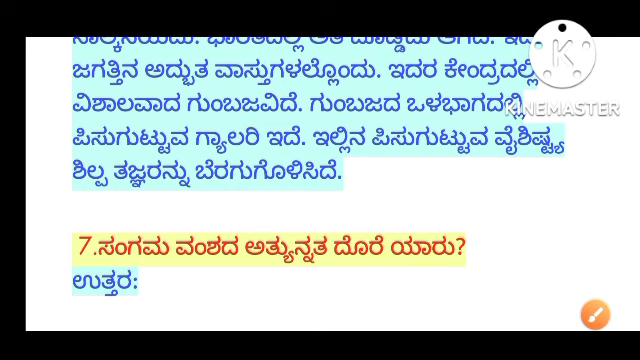 ಜಗತ್ತಿನ ಅದ್ಭುತ ವಾಸ್ತುಗಳಲ್ಲೊಂದು. ಇದರ ಕೇಂದ್ರದಲ್ಲಿ
ವಿಶಾಲವಾದ ಗುಂಬಜವಿದೆ. ಗುಂಬಜದ ಒಳಭಾಗದಲ್ಲಿ
KINEMASTER
ಪಿಸುಗುಟ್ಟುವ ಗ್ಯಾಲರಿ ಇದೆ. ಇಲ್ಲಿನ ಪಿಸುಗುಟ್ಟುವ ವೈಶಿಷ್ಟ್ಯ
ಶಿಲ್ಪ ತಜ್ಞರನ್ನು ಬೆರಗುಗೊಳಿಸಿದೆ.
7.ಸಂಗಮ ವಂಶದ ಅತ್ಯುನ್ನತ ದೊರೆ ಯಾರು?
ಉತ್ತರ: